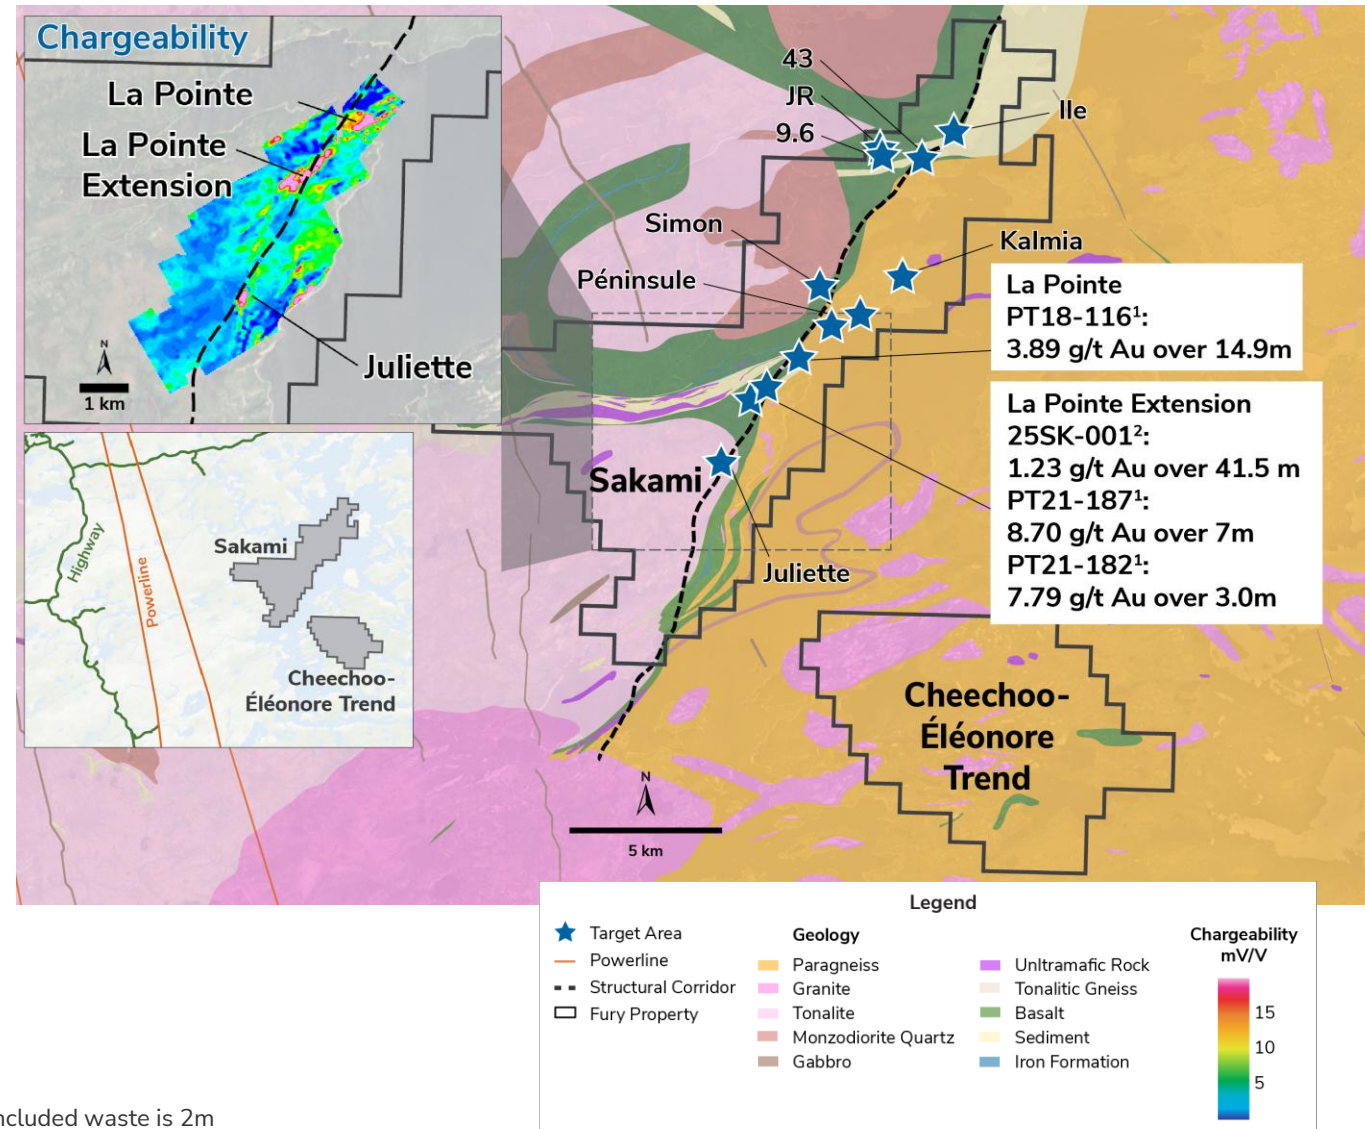 Chargeability
La Pointe
La Pointe
Extension
Juliette
N
1 km
Highway
Powerline
Sakami
Cheechoo-
Éléonore Trend
43
JR
9.6
Ile
Simon
Péninsule
Kalmia
La Pointe
PT18-116¹:
3.89 g/t Au over 14.9m
La Pointe Extension
25SK-001²:
1.23 g/t Au over 41.5 m
PT21-187¹:
8.70 g/t Au over 7m
PT21-182¹:
7.79 g/t Au over 3.0m
Sakami
Juliette
Cheechoo-
Éléonore
Trend
N
5 km
Legend
Target Area
Powerline
Structural Corridor
Fury Property
Geology
Paragneiss
Granite
Tonalite
Monzodiorite Quartz
Gabbro
Unltramafic Rock
Tonalitic Gneiss
Basalt
Sediment
Iron Formation
Chargeability
mV/V
15
10
5
ncluded waste is 2m